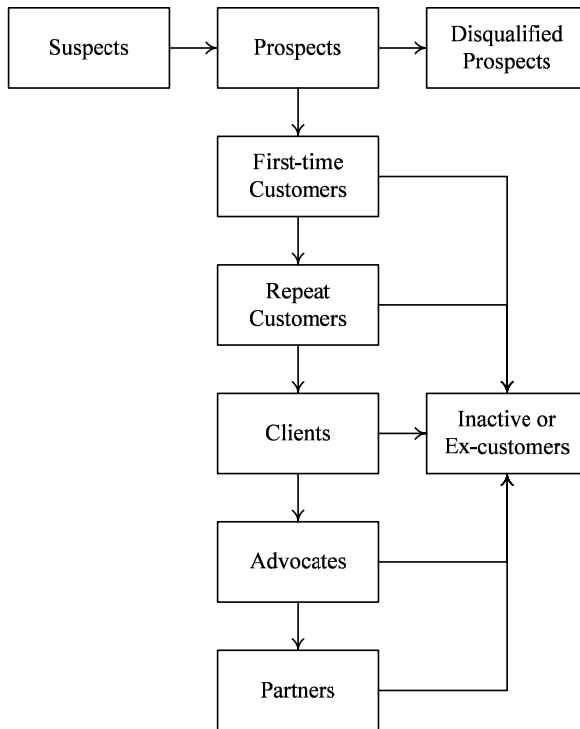 Suspects
Prospects
Disqualified
Prospects
First-time
Customers
Repeat
Customers
Clients
Inactive or
Ex-customers
Advocates
Partners